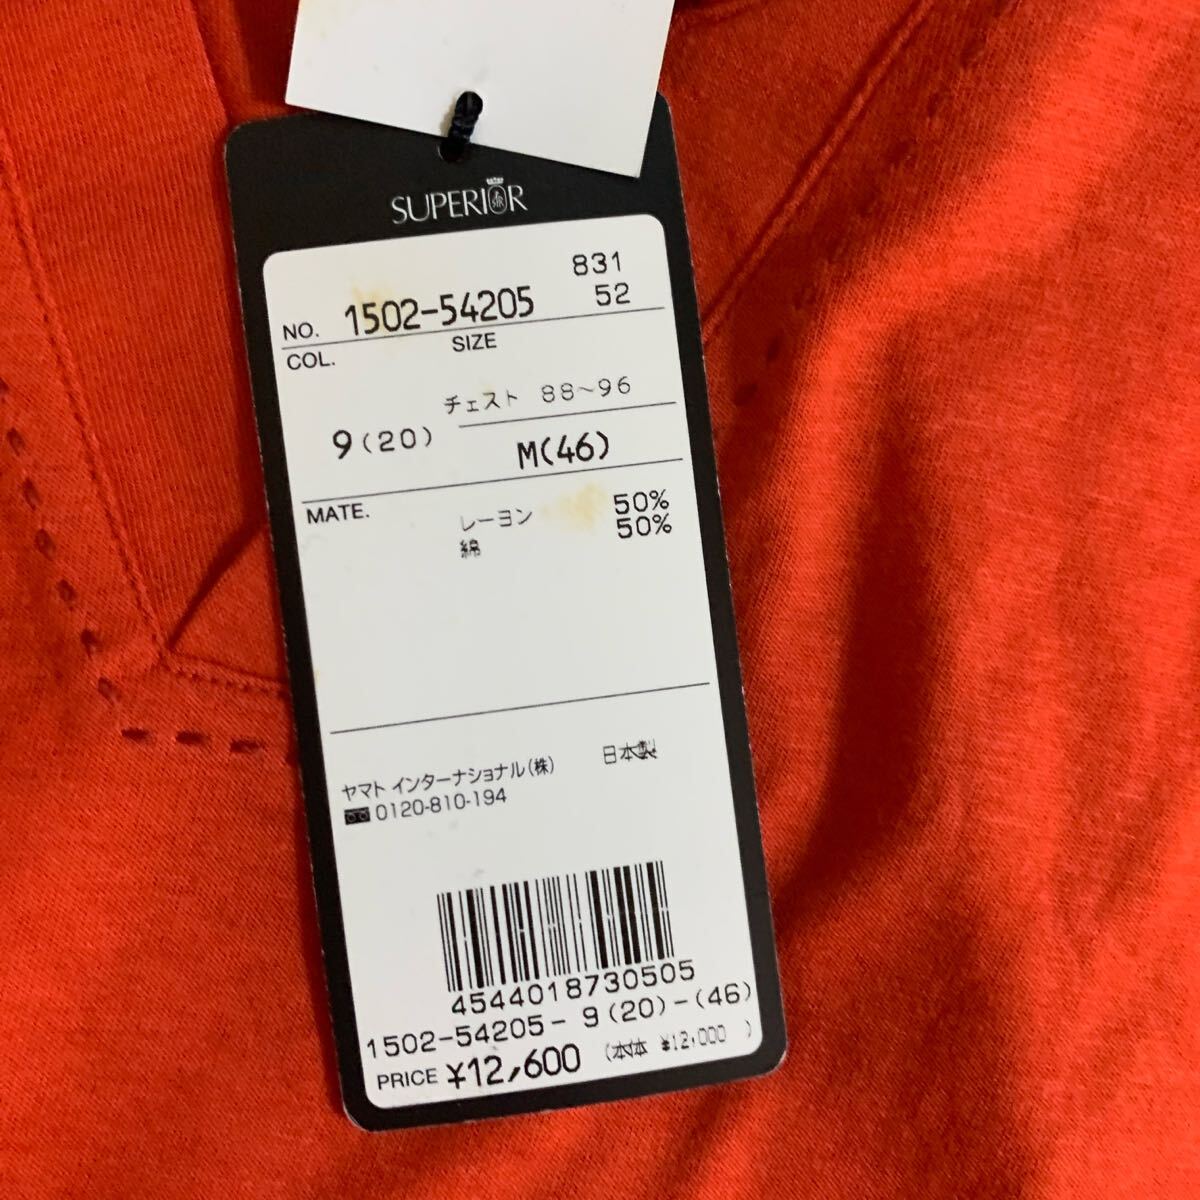 SUPERIOR
831
NO. 1502-54205 52
COL. SIZE
チェスト 88~96
9(20) M(46)
MATE. レーヨン 50%
綿 50%
ヤマト インターナショナル(株) 日本製
0120-810-194
4544018730505
1502-54205- 9(20)-(46)
PRICE ¥12,600 (本体 ¥12,000 )